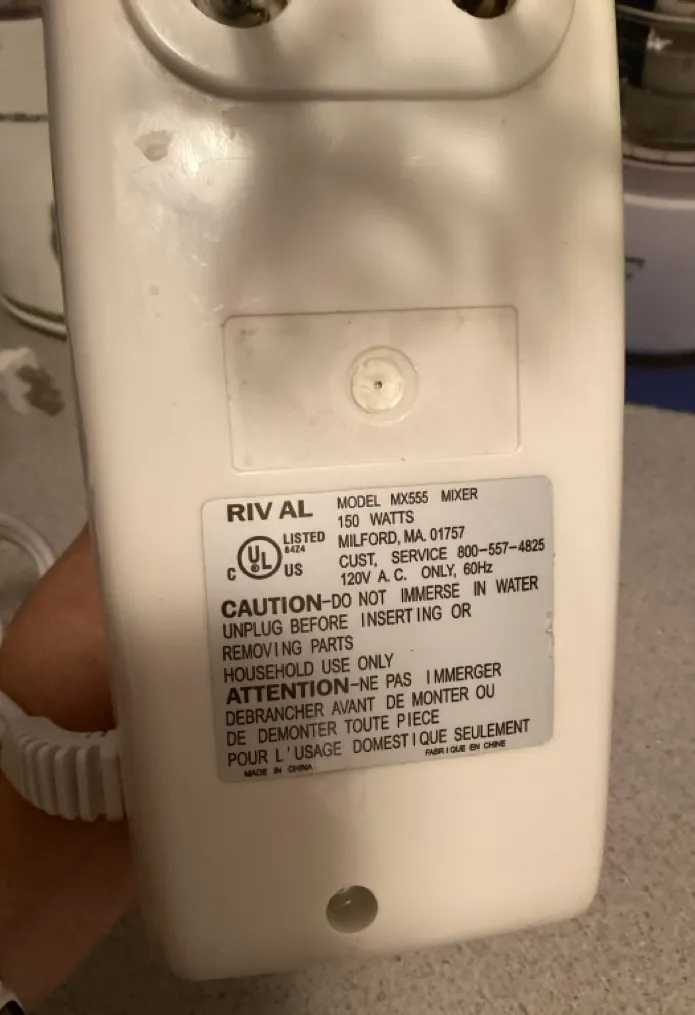 RIVAL
MODEL MX555 MIXER
150 WATTS
MILFORD, MA. 01757
CUST, SERVICE 800-557-4825
120V A.C. ONLY, 60Hz
C UL US LISTED
8424
CAUTION-DO NOT IMMERSE IN WATER
UNPLUG BEFORE INSERTING OR
REMOVING PARTS
HOUSEHOLD USE ONLY
ATTENTION-NE PAS IMMERGER
DEBRANCHER AVANT DE MONTER OU
DE DEMONTER TOUTE PIECE
POUR L'USAGE DOMESTIQUE SEULEMENT
MADE IN CHINA
FABRIQUE EN CHINE